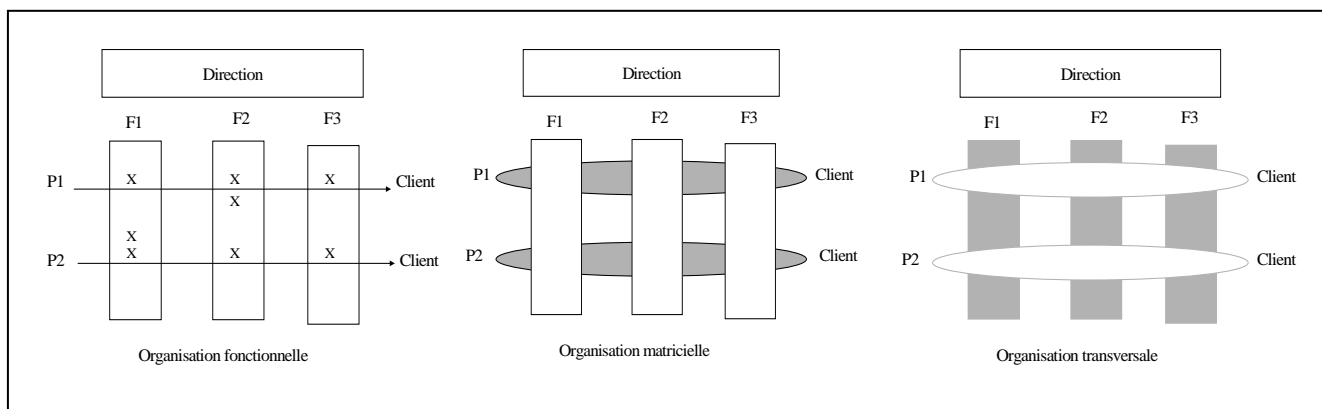 Direction
F1
F2
F3
P1
X
X
X
Client
X
X
P2
X
X
X
Client
Organisation fonctionnelle
Direction
F1
F2
F3
P1
Client
P2
Client
Organisation matricielle
Direction
F1
F2
F3
P1
Client
P2
Client
Organisation transversale